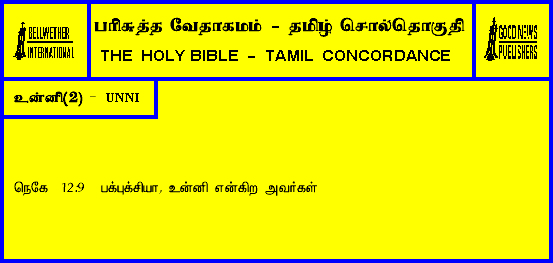 BELLWETHER
INTERNATIONAL
பரிசுத்த வேதாகமம் - தமிழ் சொல்தொகுதி
THE HOLY BIBLE - TAMIL CONCORDANCE
GOOD NEWS
PUBLISHERS
உன்னி(2) - UNNI
நெகே 12:9 பக்புக்சியா, உன்னி என்கிற அவர்கள்